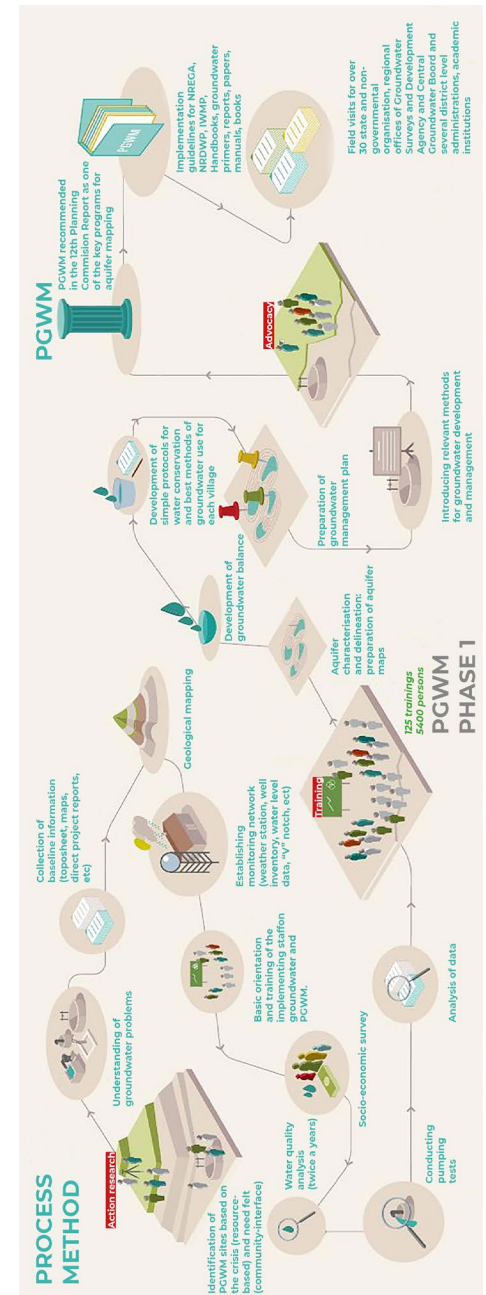 PROCESS
METHOD
Action research
Identification of
PGWM sites based on
the crisis (resource-
based) and need felt
(community-interface)
Understanding of
groundwater problems
Collection of
baseline information
(toposheet, maps,
direct project reports,
etc)
Geological mapping
Establishing
monitoring network
(weather station, well
inventory, water level
data, "V" notch, ect)
Basic orientation
and training of the
implementing staffon
groundwater and
PGWM.
Socio-economic survey
Water quality
analysis
(twice a years)
Conducting
pumping
tests
Analysis of data
Training
125 trainings
5400 persons
PGWM
PHASE 1
Aquifer
characterisation
and delineation:
preparation of aquifer
maps
Development of
groundwater balance
Development of
simple protocols for
water conservation
and best methods of
groundwater use for
each village
Preparation of
groundwater
management plan
Introducing relevant methods
for groundwater development
and management
Advocacy
PGWM
PGWM recommended
in the 12th Planning
Commision Report as one
of the key programs for
aquifer mapping
PGWM
Implementation
guidelines for NREGA,
NRDWP, IWMP,
Handbooks, groundwater
primers, reports, papers,
manuals, books
Field visits for over
30 state and non-
governmental
organisation, regional
offices of Groundwater
Surveys and Development
Agency and Central
Groundwater Board and
several district level
administrations, academic
institutions